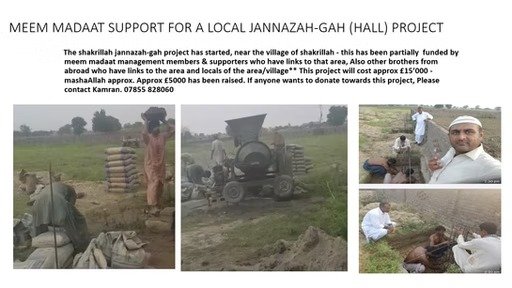 MEEM MADAAT SUPPORT FOR A LOCAL JANNAZAH-GAH (HALL) PROJECT
The shakrillah jannazah-gah project has started, near the village of shakrillah - this has been partially funded by
meem madaat management members & supporters who have links to that area, Also other brothers from
abroad who have links to the area and locals of the area/village** This project will cost approx £15'000 -
mashaAllah approx. Approx £5000 has been raised. If anyone wants to donate towards this project, Please
contact Kamran. 07855 828060